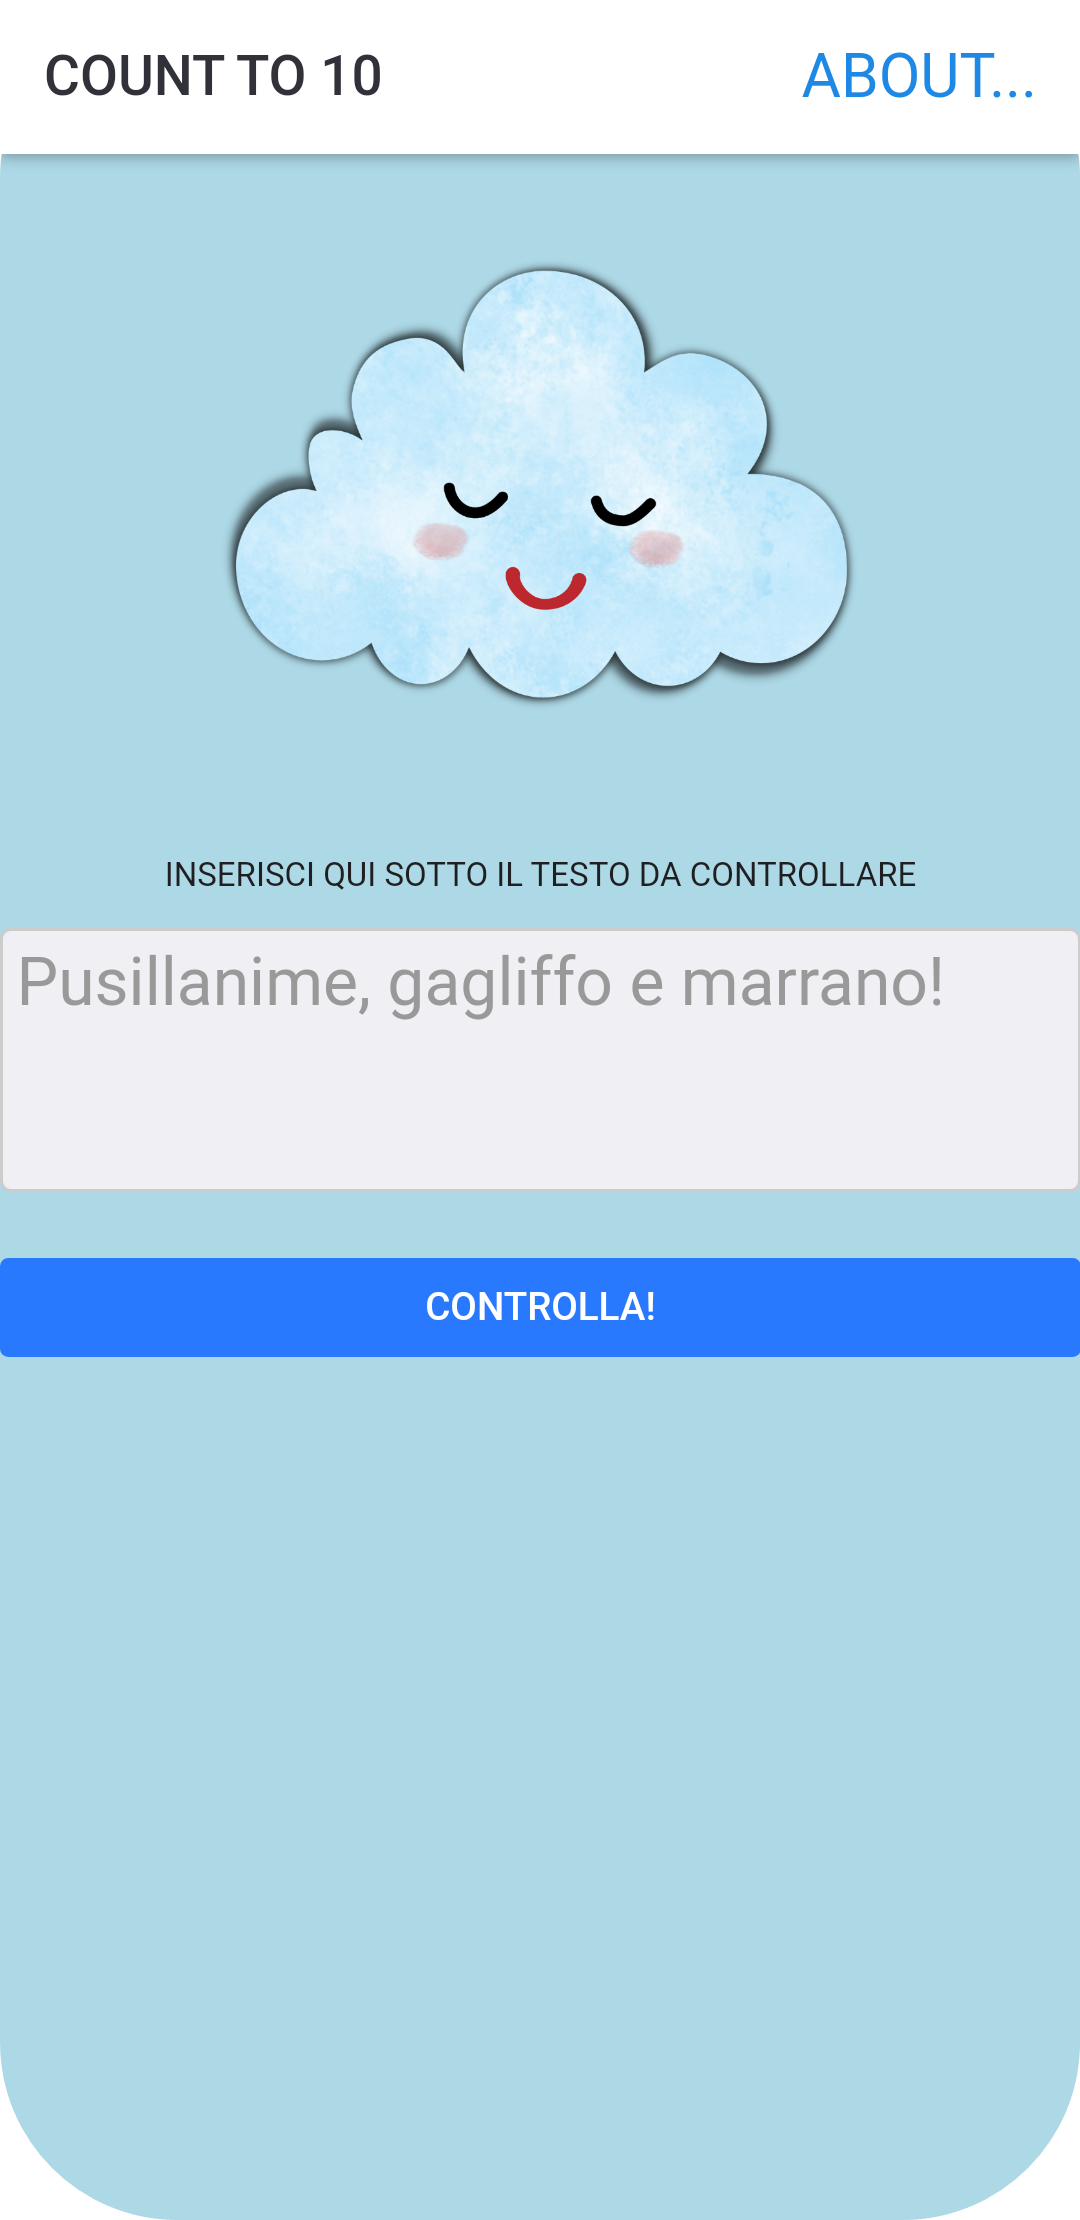 COUNT TO 10
ABOUT...
INSERISCI QUI SOTTO IL TESTO DA CONTROLLARE
Pusillanime, gagliffo e marrano!
CONTROLLA!